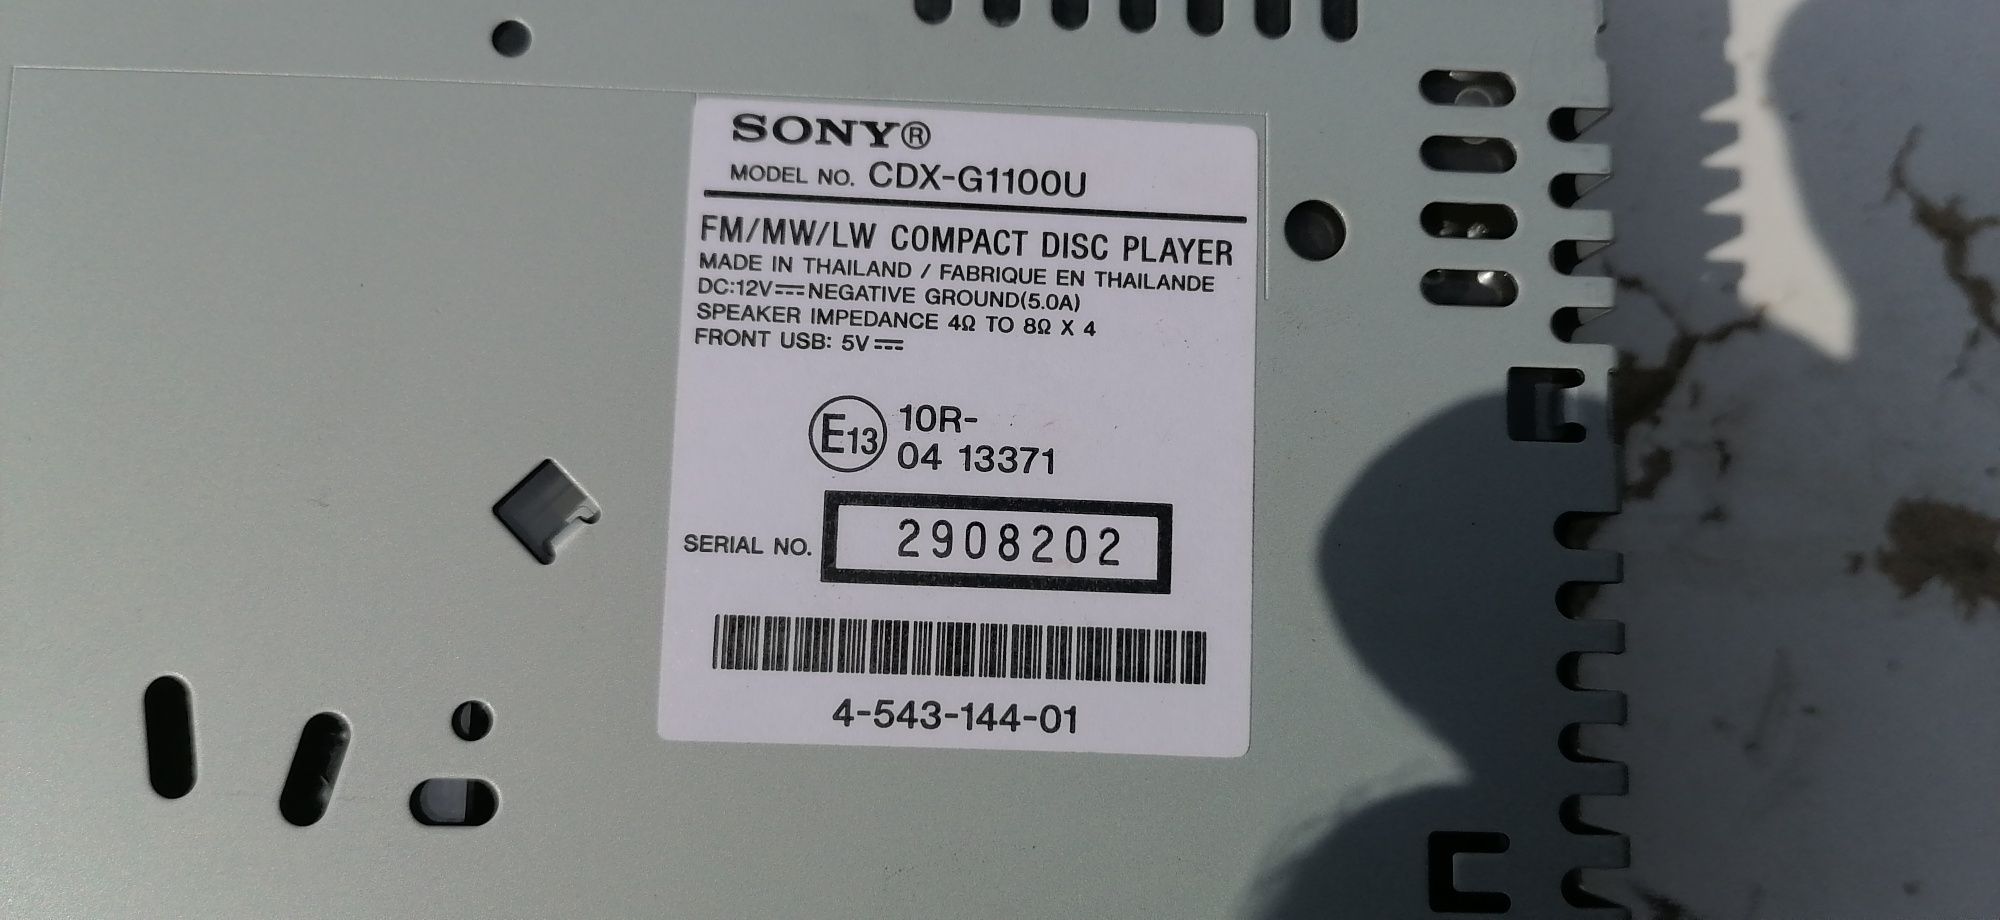 SONY®
MODEL NO. CDX-G1100U
FM/MW/LW COMPACT DISC PLAYER
MADE IN THAILAND / FABRIQUE EN THAILANDE
DC:12V⎓NEGATIVE GROUND(5.0A)
SPEAKER IMPEDANCE 4Ω TO 8Ω X 4
FRONT USB: 5V⎓
E13 10R-
04 13371
SERIAL NO. 2908202
4-543-144-01